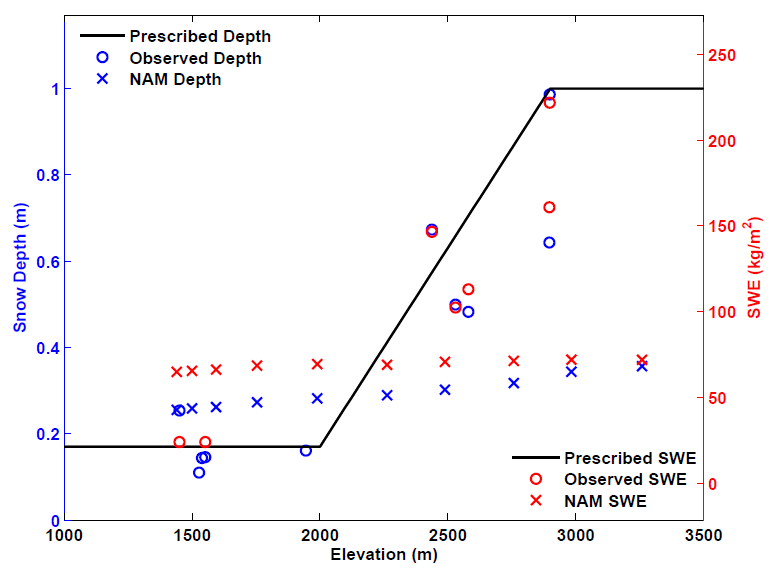 Prescribed Depth
Observed Depth
NAM Depth
250
200
150
100
50
0
1
0.8
0.6
0.4
0.2
0
Snow Depth (m)
SWE (kg/m²)
Prescribed SWE
Observed SWE
NAM SWE
1000 1500 2000 2500 3000 3500
Elevation (m)